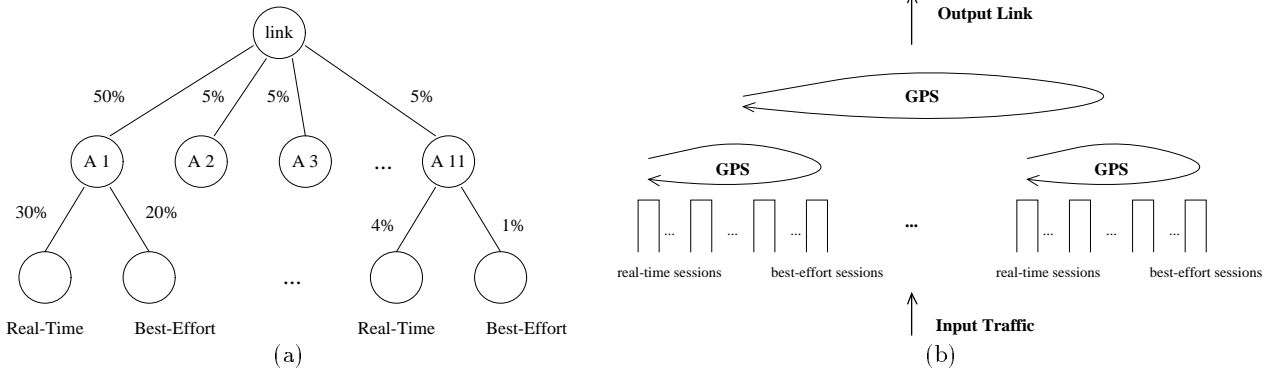 link
50%
5%
5%
5%
A 1
A 2
A 3
...
A 11
30%
20%
4%
1%
...
Real-Time
Best-Effort
Real-Time
Best-Effort
(a)
Output Link
GPS
GPS
GPS
...
...
...
...
...
...
...
real-time sessions
best-effort sessions
real-time sessions
best-effort sessions
Input Traffic
(b)